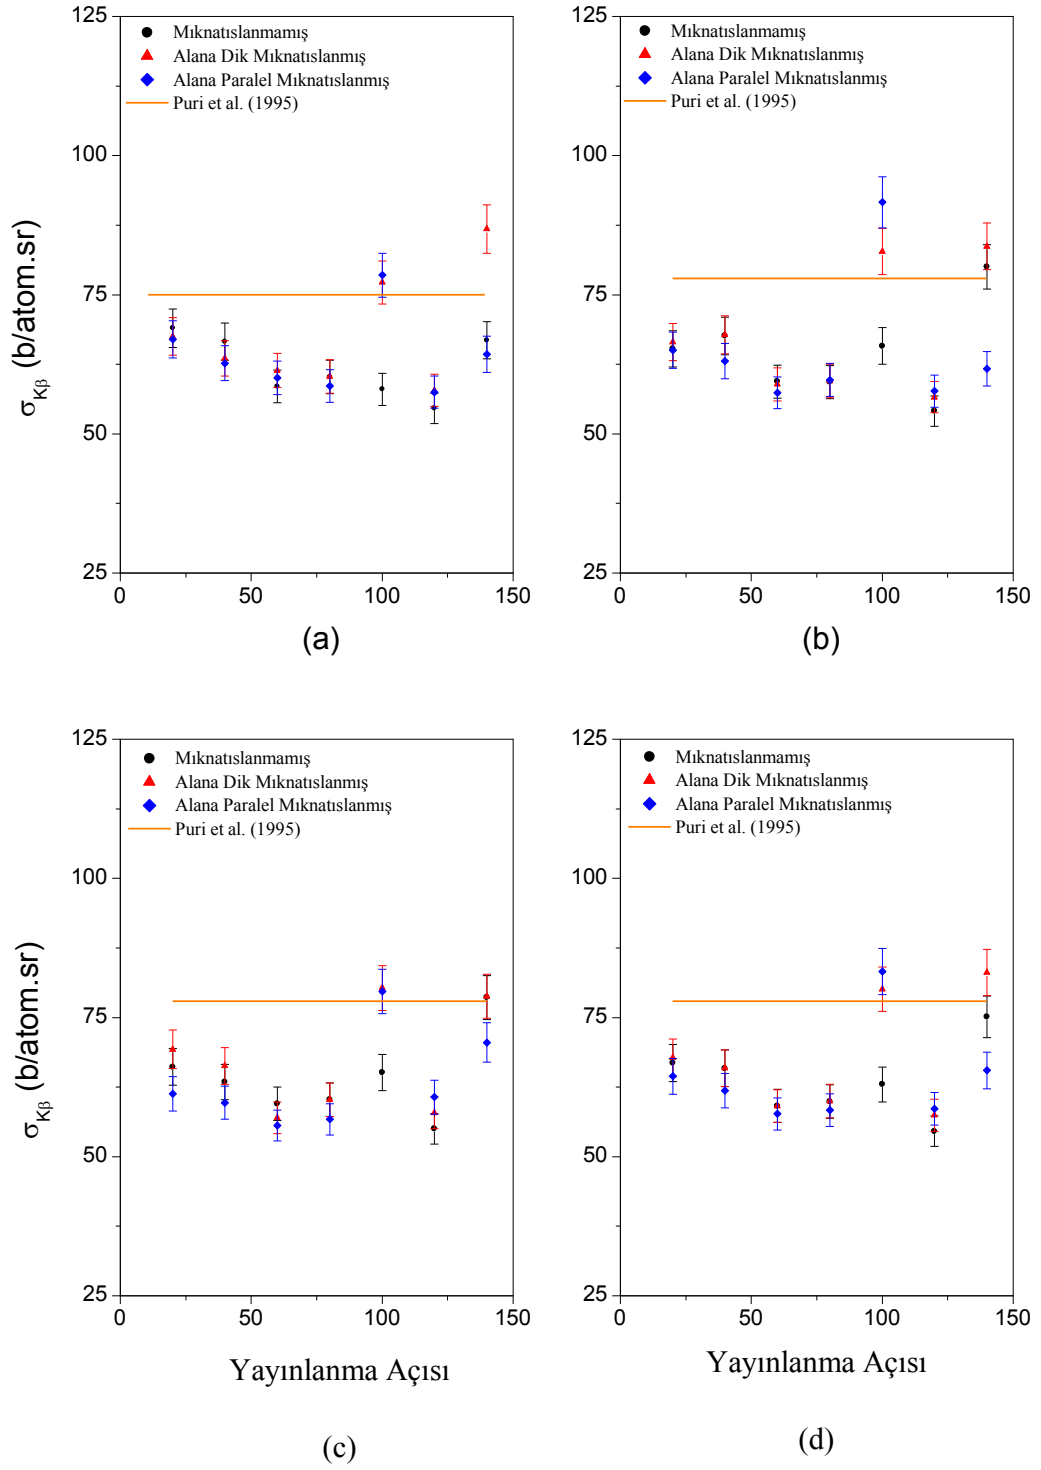 125
100
75
50
25
0
50
100
150
σKβ (b/atom.sr)
Mıknatıslanmamış
Alana Dik Mıknatıslanmış
Alana Paralel Mıknatıslanmış
Puri et al. (1995)
(a)
125
100
75
50
25
0
50
100
150
Mıknatıslanmamış
Alana Dik Mıknatıslanmış
Alana Paralel Mıknatıslanmış
Puri et al. (1995)
(b)
125
100
75
50
25
0
50
100
150
σKβ (b/atom.sr)
Mıknatıslanmamış
Alana Dik Mıknatıslanmış
Alana Paralel Mıknatıslanmış
Puri et al. (1995)
Yayınlanma Açısı
(c)
125
100
75
50
25
0
50
100
150
Mıknatıslanmamış
Alana Dik Mıknatıslanmış
Alana Paralel Mıknatıslanmış
Puri et al. (1995)
Yayınlanma Açısı
(d)